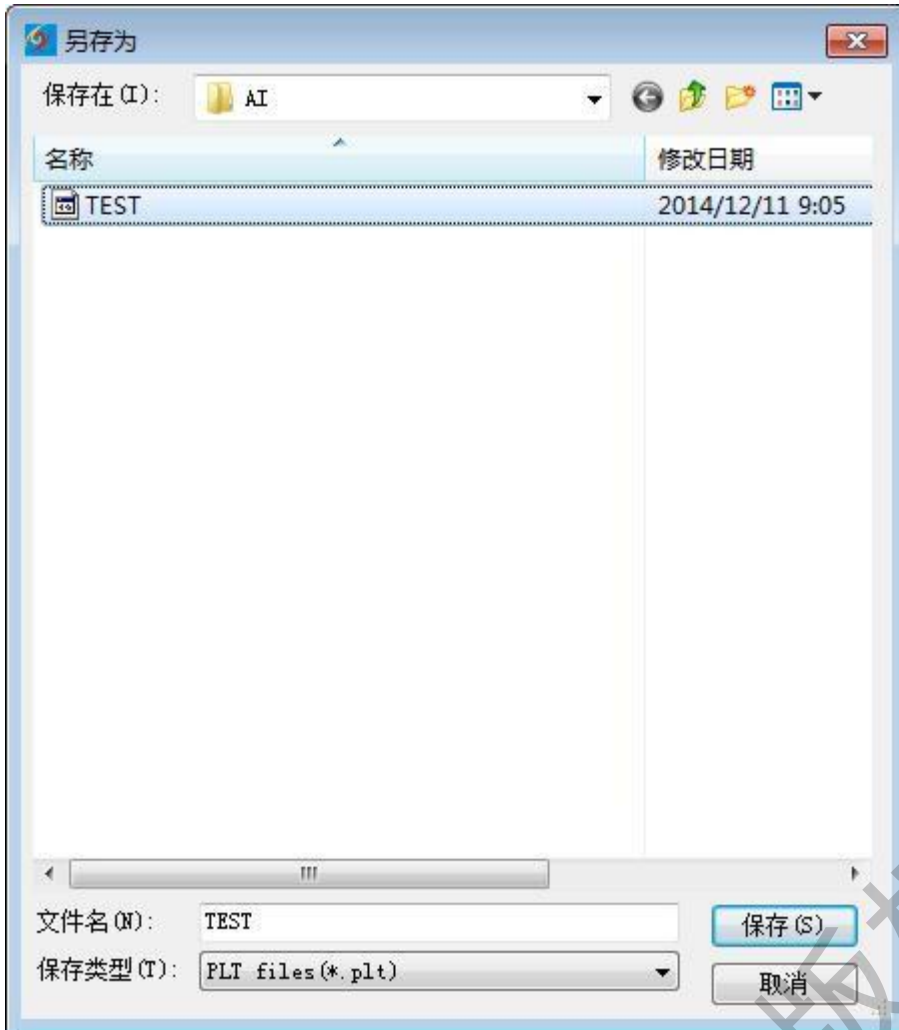 另存为
保存在(I):
AI
名称
修改日期
TEST
2014/12/11 9:05
文件名(N):
TEST
保存(S)
保存类型(T):
PLT files(*.plt)
取消
版